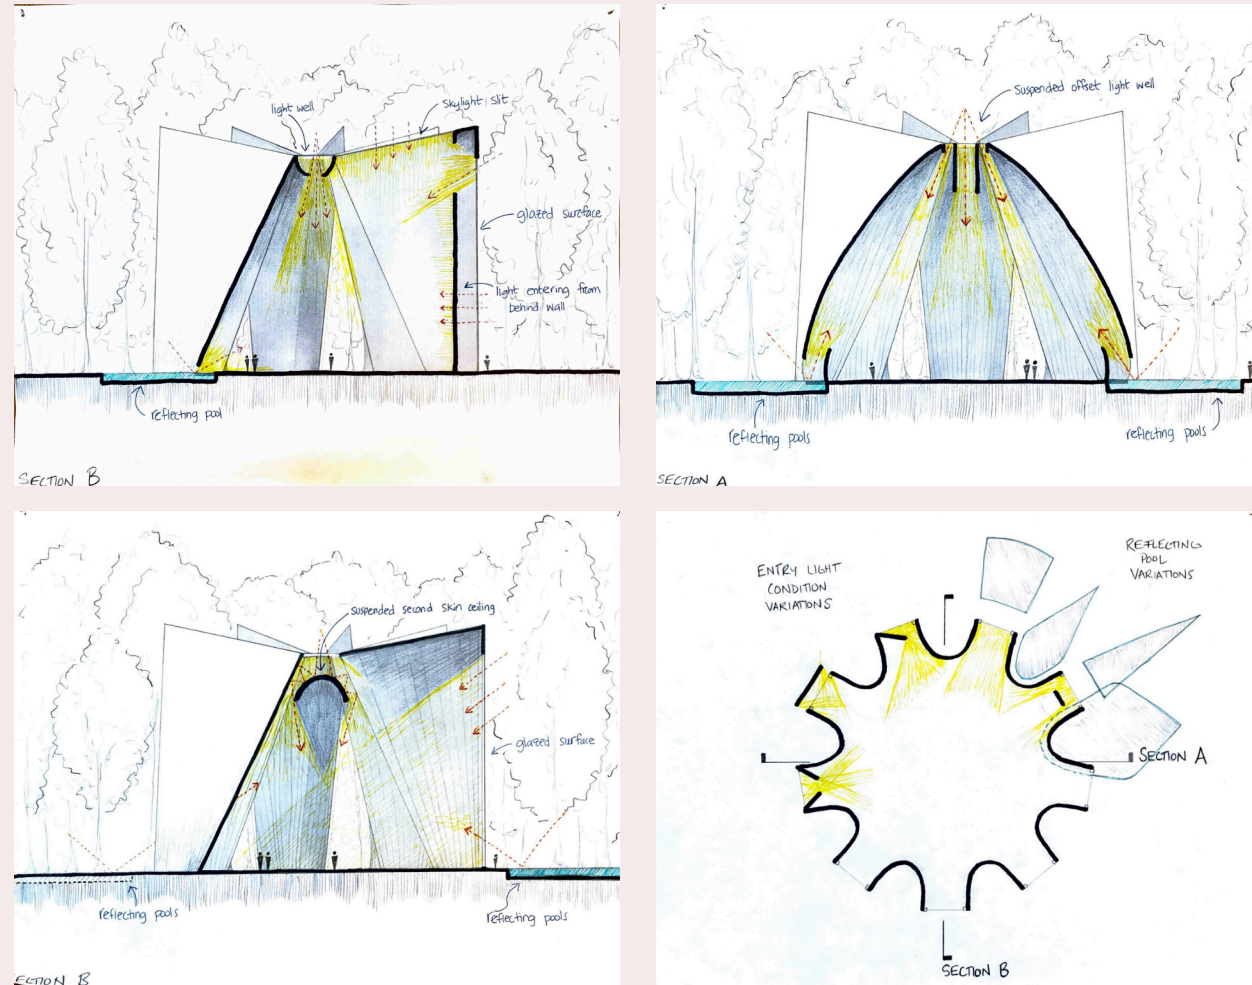 light well
skylight slit
glazed surface
light entering from
behind wall
reflecting pool
SECTION B
Suspended offset light well
reflecting pools
reflecting pools
SECTION A
suspended second skin ceiling
glazed surface
reflecting pools
reflecting pools
ECTION B
ENTRY LIGHT
CONDITION
VARIATIONS
REFLECTING
POOL
VARIATIONS
SECTION A
SECTION B